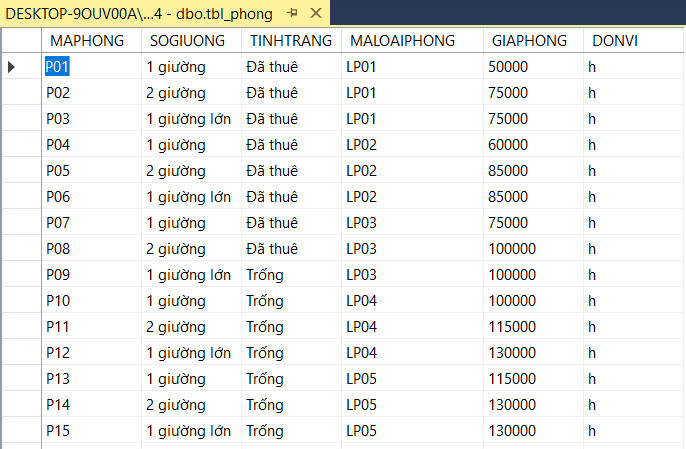 DESKTOP-9OUV00A\...4 - dbo.tbl_phong
MAPHONG SOGIUONG TINHTRANG MALOAIPHONG GIAPHONG DONVI
P01 1 giường Đã thuê LP01 50000 h
P02 2 giường Đã thuê LP01 75000 h
P03 1 giường lớn Đã thuê LP01 75000 h
P04 1 giường Đã thuê LP02 60000 h
P05 2 giường Đã thuê LP02 85000 h
P06 1 giường lớn Đã thuê LP02 85000 h
P07 1 giường Đã thuê LP03 75000 h
P08 2 giường Đã thuê LP03 100000 h
P09 1 giường lớn Trống LP03 100000 h
P10 1 giường Trống LP04 100000 h
P11 2 giường Trống LP04 115000 h
P12 1 giường lớn Trống LP04 130000 h
P13 1 giường Trống LP05 115000 h
P14 2 giường Trống LP05 130000 h
P15 1 giường lớn Trống LP05 130000 h